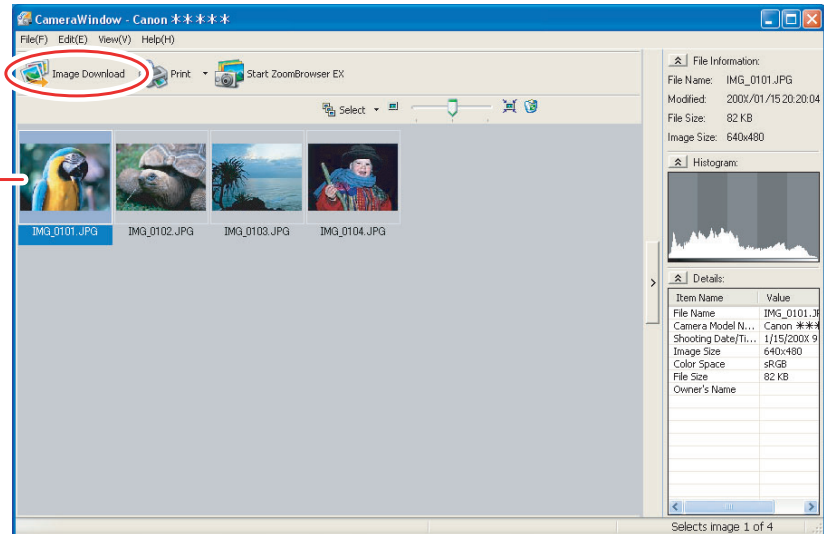 CameraWindow - Canon ✳✳✳✳✳
File(F) Edit(E) View(V) Help(H)
Image Download Print Start ZoomBrowser EX
Select
IMG_0101.JPG IMG_0102.JPG IMG_0103.JPG IMG_0104.JPG
File Information:
File Name: IMG_0101.JPG
Modified: 200X/01/15 20:20:04
File Size: 82 KB
Image Size: 640x480
Histogram:
Details:
Item Name Value
File Name IMG_0101.JF
Camera Model N... Canon ✳✳✳
Shooting Date/Ti... 1/15/200X 9
Image Size 640x480
Color Space sRGB
File Size 82 KB
Owner's Name
Selects image 1 of 4